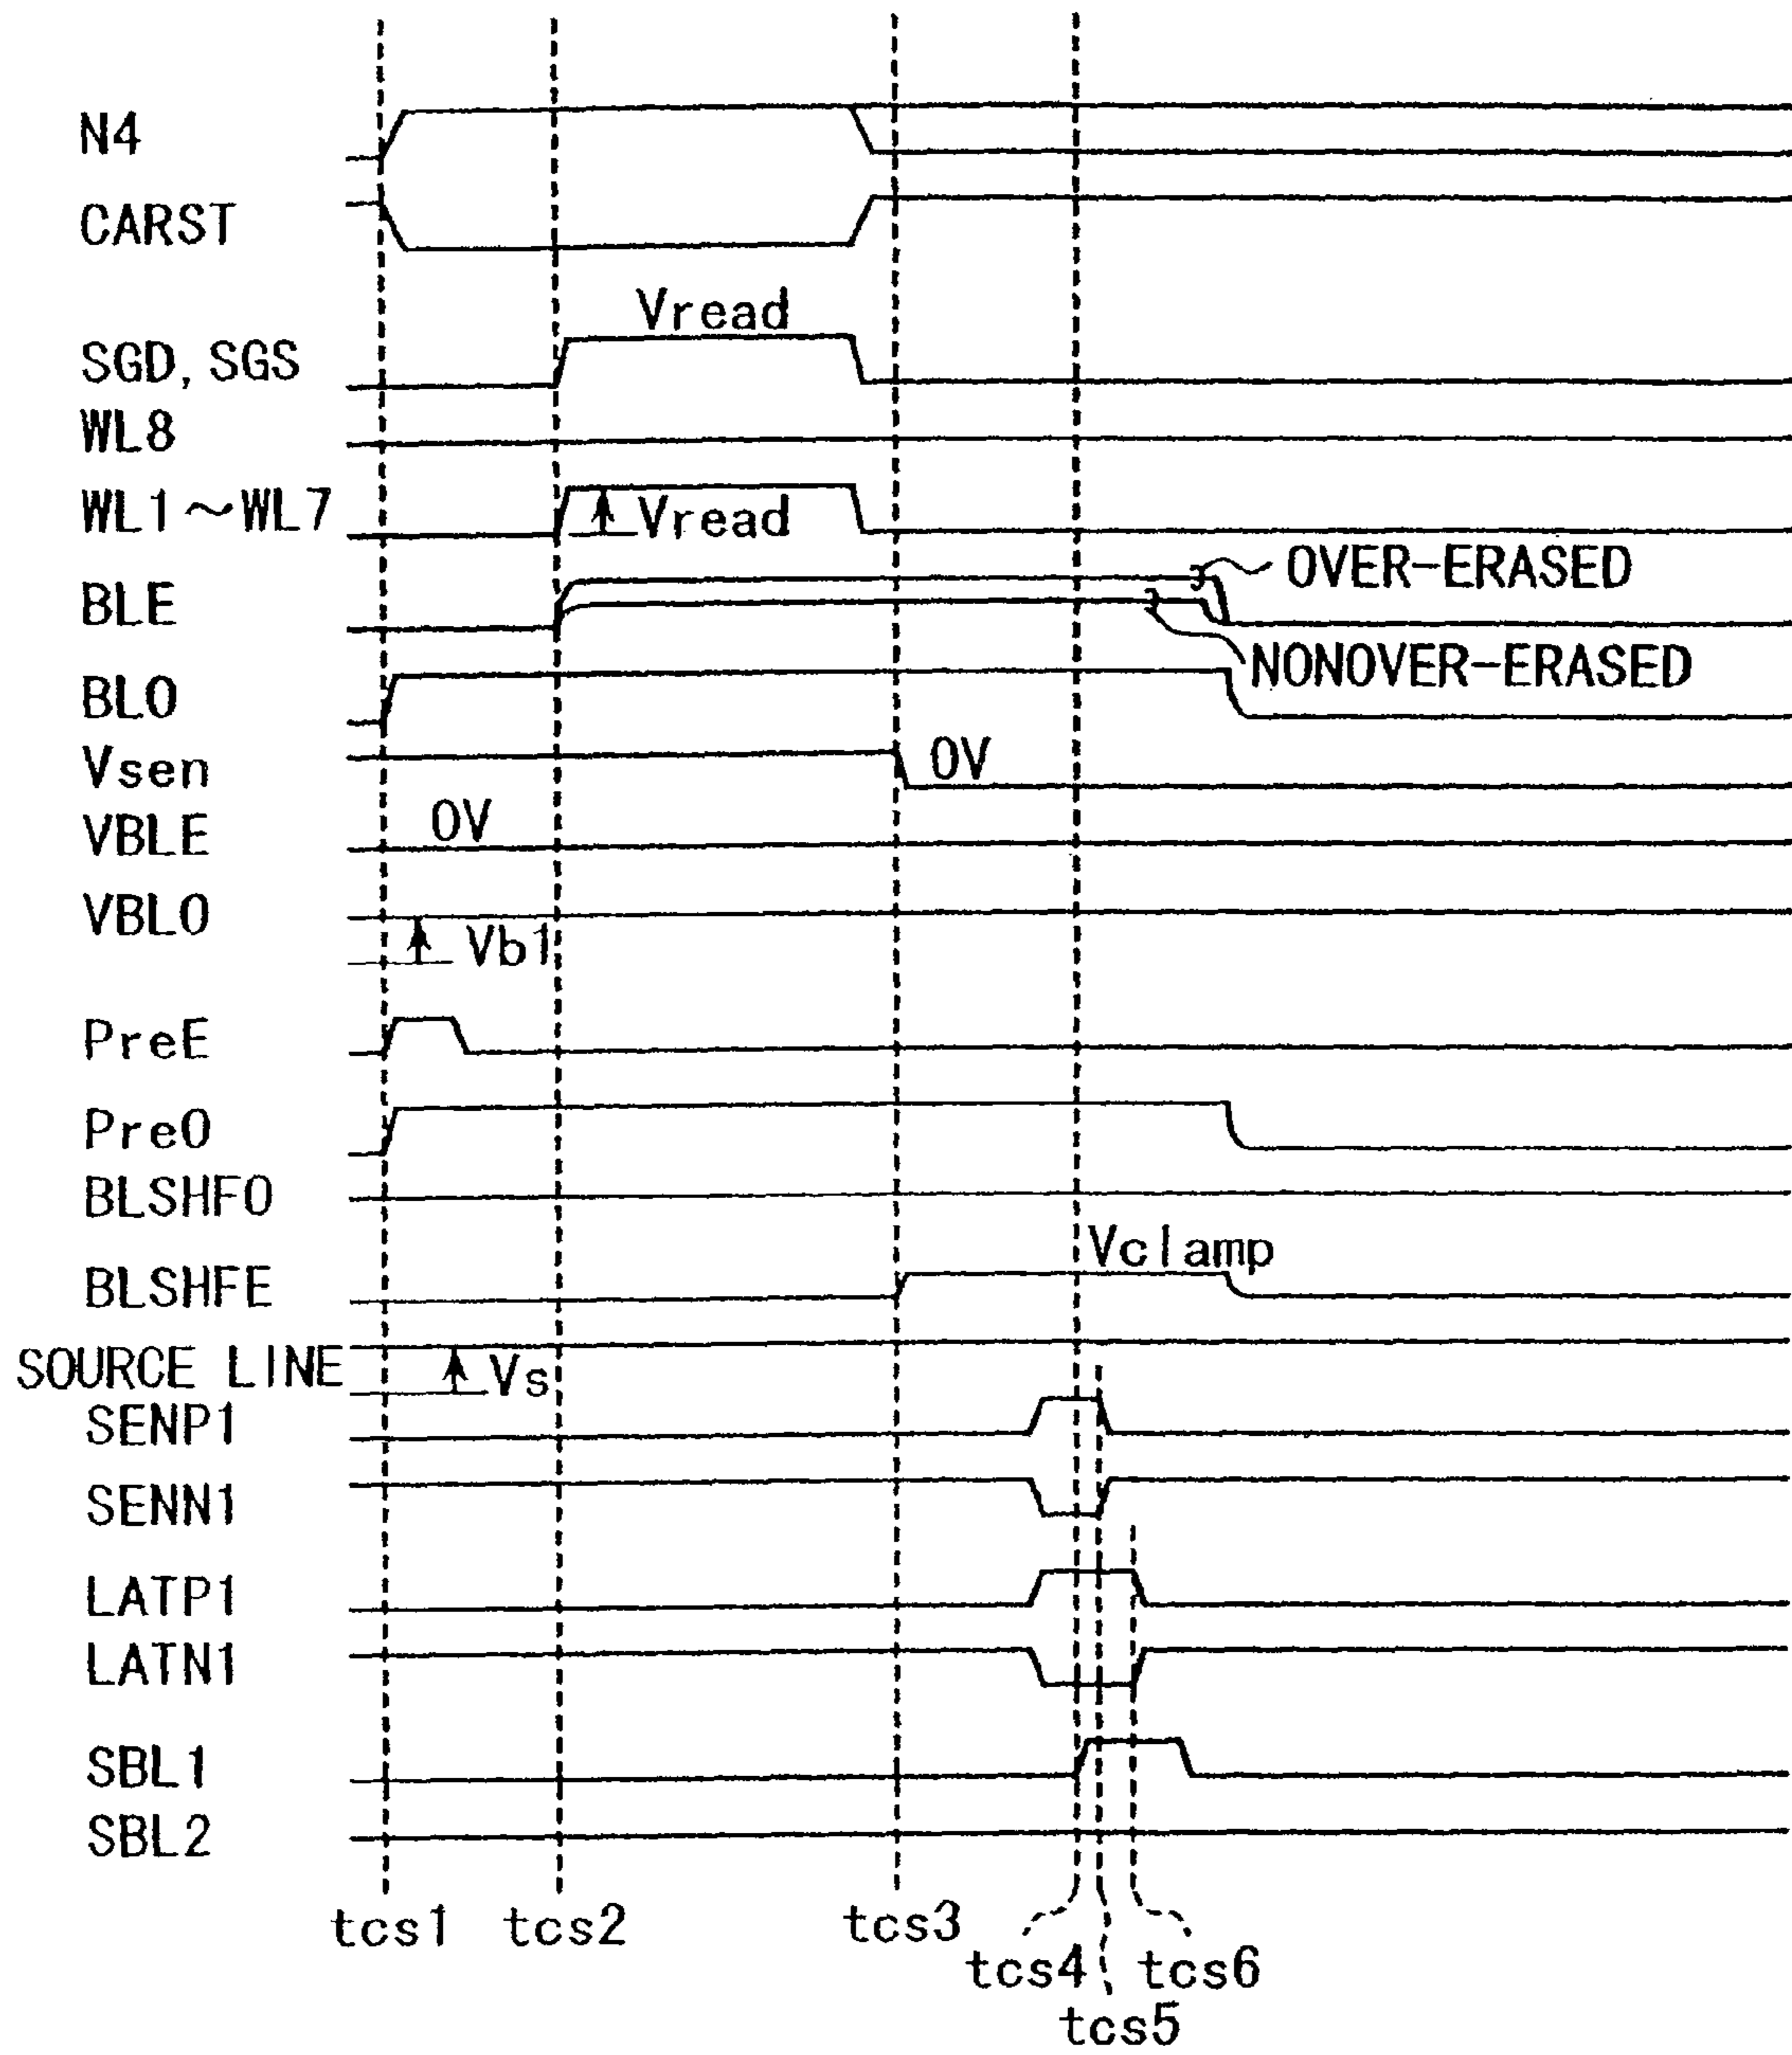 N4
CARST
Vread
SGD, SGS
WL8
WL1～WL7
Vread
OVER-ERASED
BLE
NONOVER-ERASED
BLO
Vsen
0V
VBLE
0V
VBLO
Vb1
PreE
PreO
BLSHFO
Vclamp
BLSHFE
SOURCE LINE
Vs
SENP1
SENN1
LATP1
LATN1
SBL1
SBL2
tcs1
tcs2
tcs3
tcs4
tcs6
tcs5